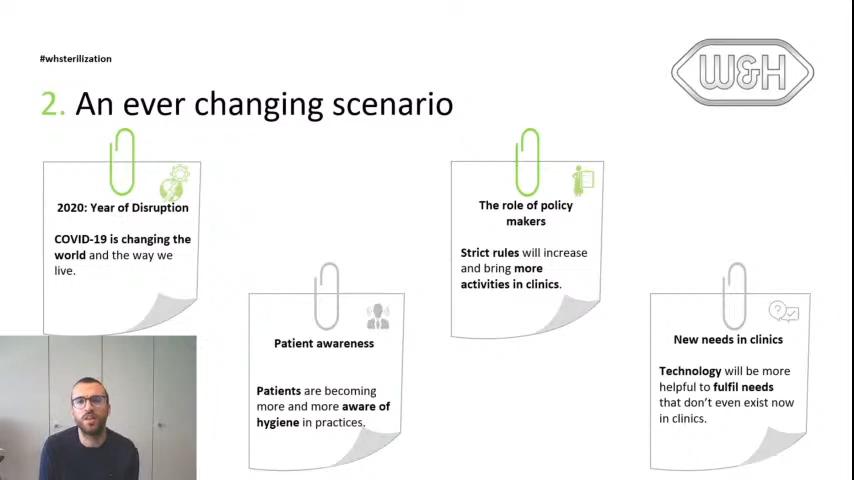 #whsterilization
W&H
2. An ever changing scenario
2020: Year of Disruption
COVID-19 is changing the
world and the way we
live.
Patient awareness
Patients are becoming
more and more aware of
hygiene in practices.
The role of policy
makers
Strict rules will increase
and bring more
activities in clinics.
New needs in clinics
Technology will be more
helpful to fulfil needs
that don't even exist now
in clinics.